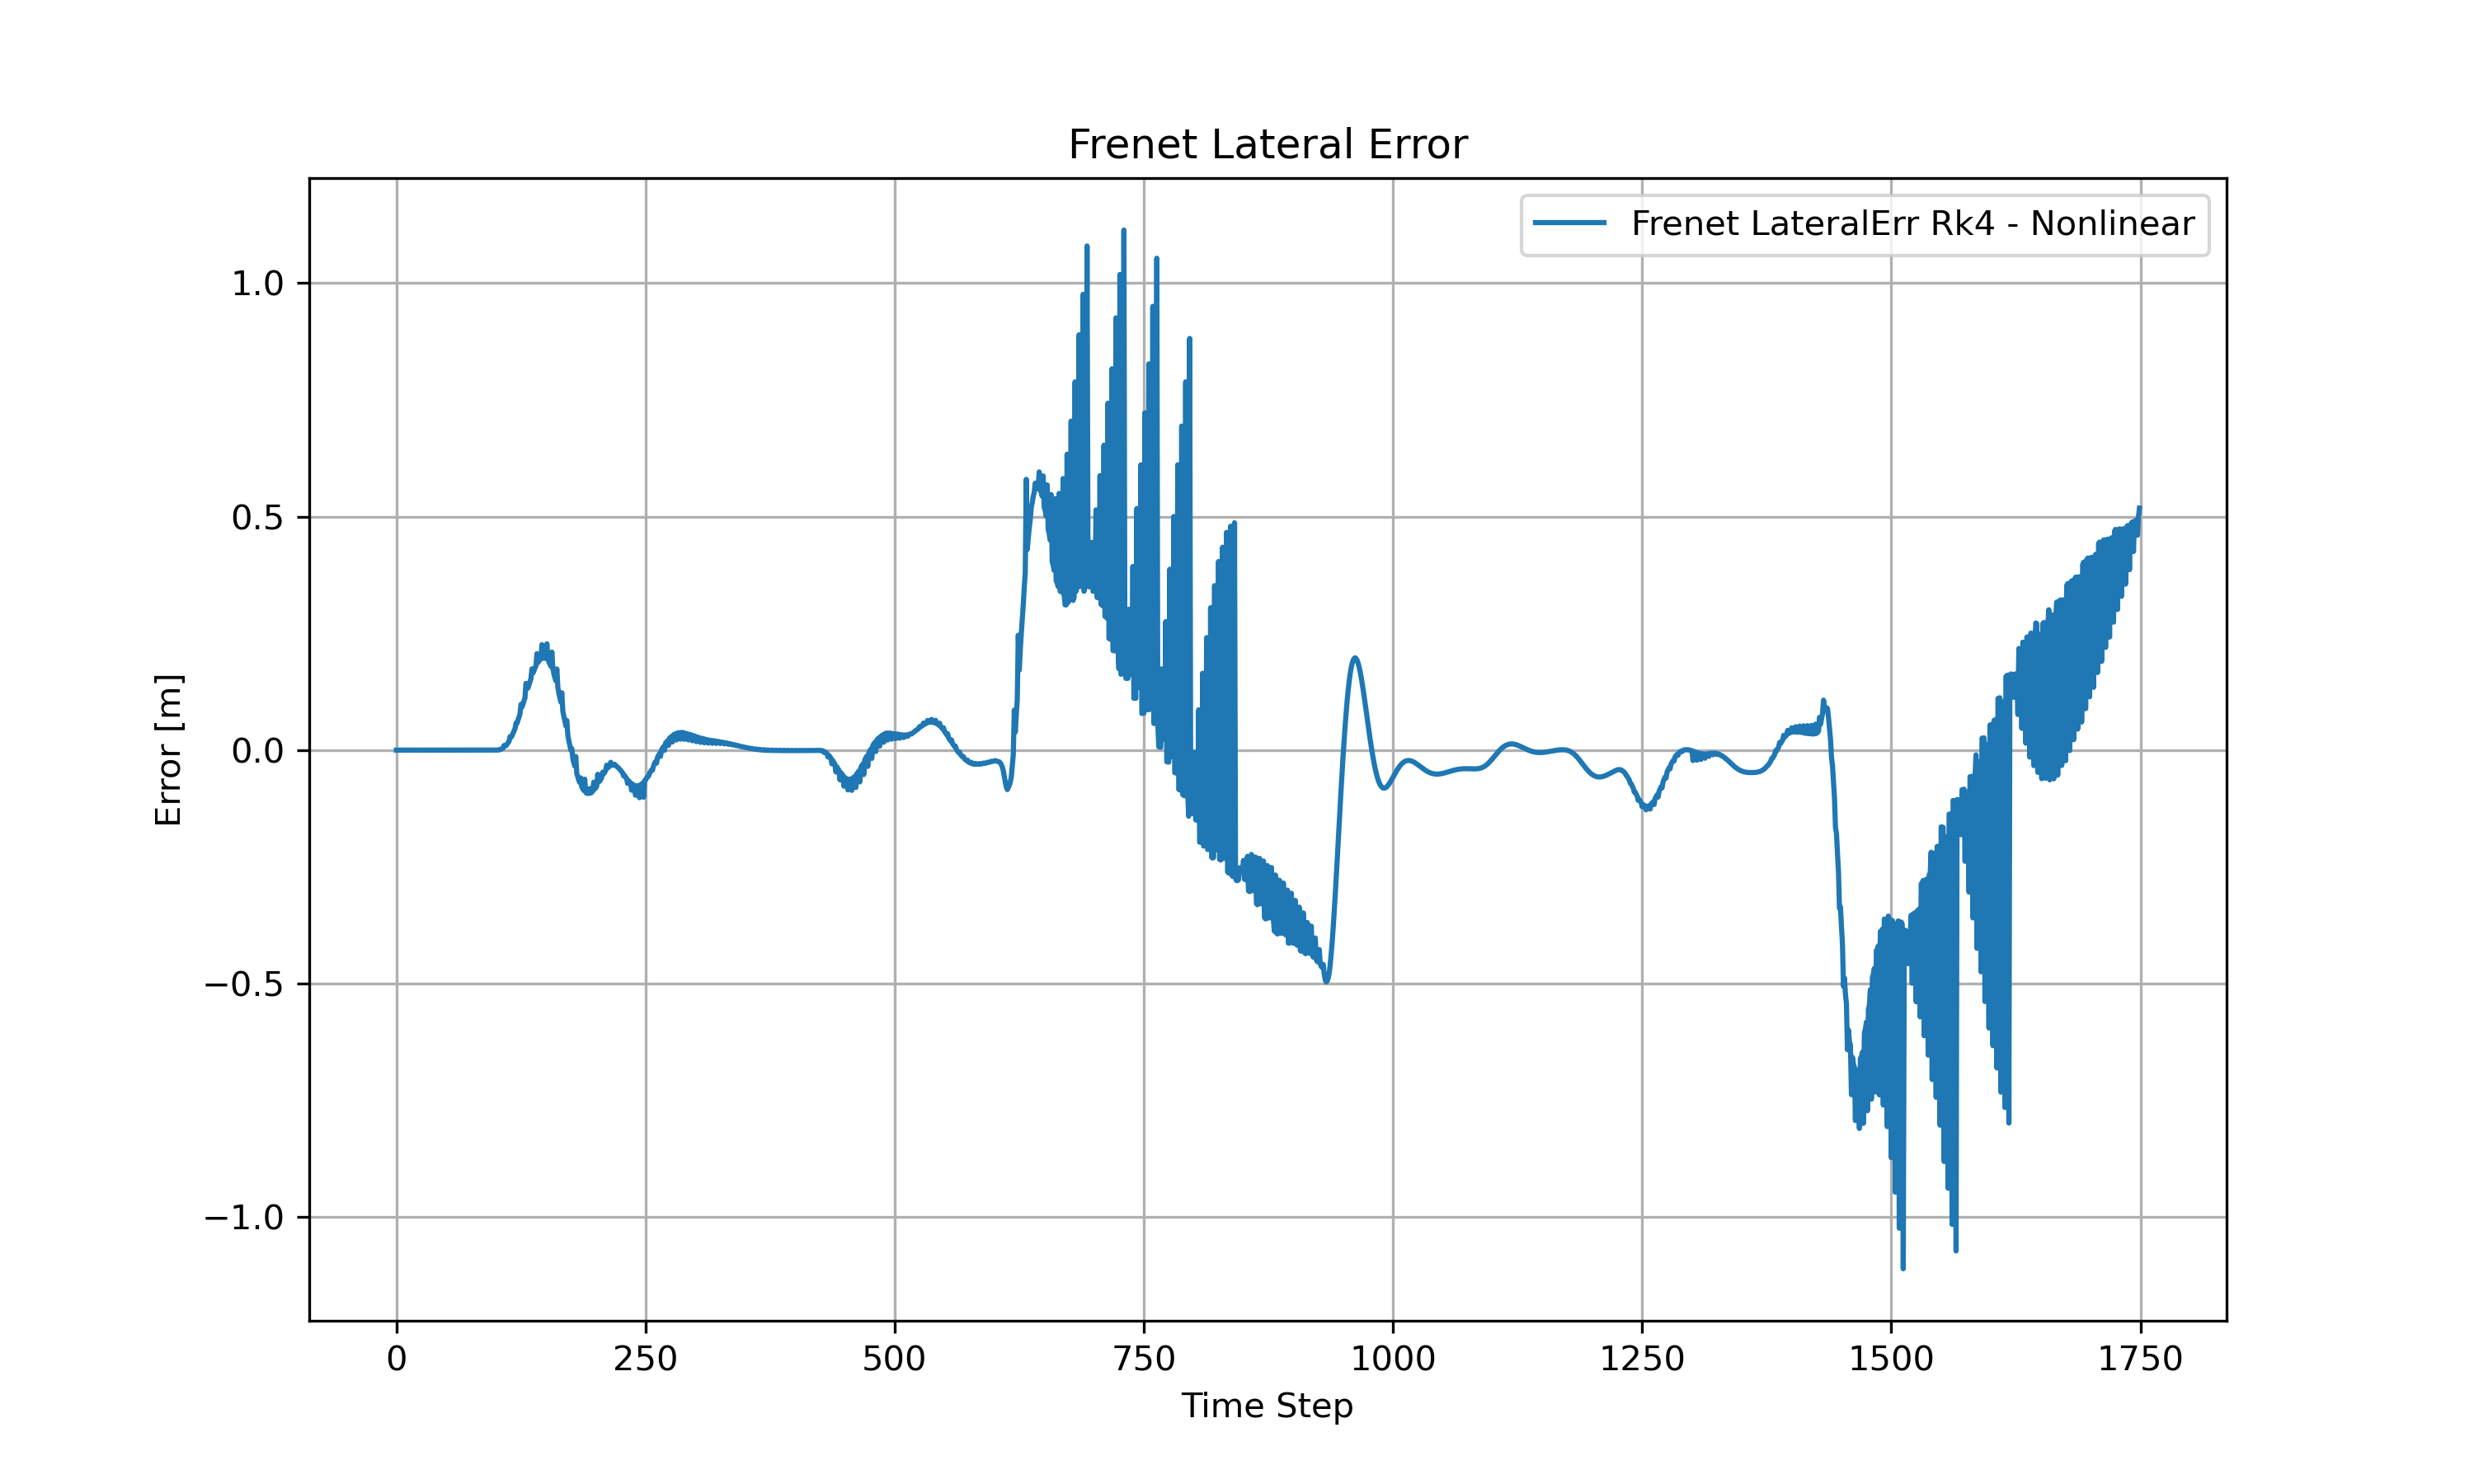 Frenet Lateral Error
Frenet LateralErr Rk4 - Nonlinear
Error [m]
1.0
0.5
0.0
−0.5
−1.0
0 250 500 750 1000 1250 1500 1750
Time Step